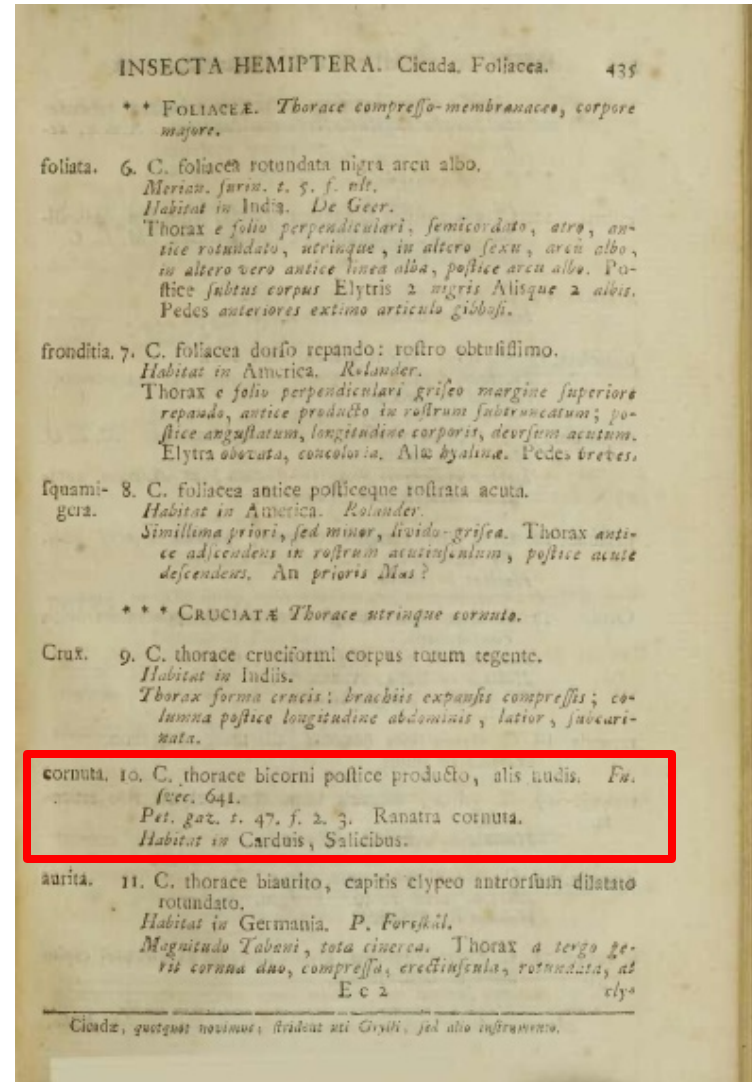 INSECTA HEMIPTERA. Cicada. Foliacea. 435
* * FOLIACEÆ. Thorace compreſſo-membranaceo, corpore
majore.
foliata. 6. C. foliacea rotundata nigra arcu albo.
Merian. ſurin. t. 5. f. ult.
Habitat in India. De Geer.
Thorax e folio perpendiculari, ſemicordato, atro, an-
tice rotundato, utrinque, in altero ſexu, arcu albo,
in altero vero antice linea alba, poſtice arcu albo. Po-
ſtice ſubtus corpus Elytris 2 nigris Alisque 2 albis.
Pedes anteriores extimo articulo gibboſi.
fronditia. 7. C. foliacea dorſo repando: roſtro obtuſiſſimo.
Habitat in America. Rolander.
Thorax e folio perpendiculari griſeo margine ſuperiore
repando, antice producto in roſtrum ſubtruncatum; po-
ſtice anguſtatum, longitudine corporis, deorſum acutum.
Elytra obovata, concoloria. Alæ hyalinæ. Pedes breves.
ſquami- 8. C. foliacea antice poſticeque roſtrata acuta.
gera. Habitat in America. Rolander.
Simillima priori, ſed minor, livido-griſea. Thorax anti-
ce adſcendens in roſtrum acutiuſculum, poſtice acute
deſcendens. An prioris Mas?
* * * CRUCIATÆ Thorace utrinque cornuto.
Crux. 9. C. thorace cruciformi corpus totum tegente.
Habitat in Indiis.
Thorax forma crucis: brachiis expanſis compreſſis; co-
lumna poſtice longitudine abdominis, latior, ſubcari-
nata.
cornuta. 10. C. thorace bicorni poſtice producto, alis nudis. Fn.
ſvec. 641.
Pet. gaz. t. 47. f. 2. 3. Ranatra cornuta.
Habitat in Carduis, Salicibus.
aurita. 11. C. thorace biaurito, capitis clypeo antrorſum dilatato
rotundato.
Habitat in Germania. P. Forſſkål.
Magnitudo Tabani, tota cinerea. Thorax a tergo ge-
rit cornua duo, compreſſa, erectiuſcula, rotundata, at
E e 2 cly-
Cicadæ, quotquot novimus, ſtrident uti Grylli, ſed alio inſtrumento.